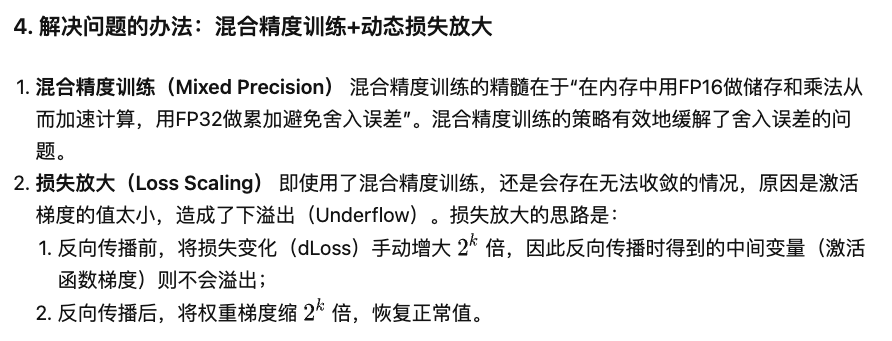 4. 解决问题的办法：混合精度训练+动态损失放大
1. 混合精度训练（Mixed Precision） 混合精度训练的精髓在于“在内存中用FP16做储存和乘法从
而加速计算，用FP32做累加避免舍入误差”。混合精度训练的策略有效地缓解了舍入误差的问
题。
2. 损失放大（Loss Scaling） 即使用了混合精度训练，还是会存在无法收敛的情况，原因是激活
梯度的值太小，造成了下溢出（Underflow）。损失放大的思路是：
1. 反向传播前，将损失变化（dLoss）手动增大 2^k 倍，因此反向传播时得到的中间变量（激活
函数梯度）则不会溢出；
2. 反向传播后，将权重梯度缩 2^k 倍，恢复正常值。